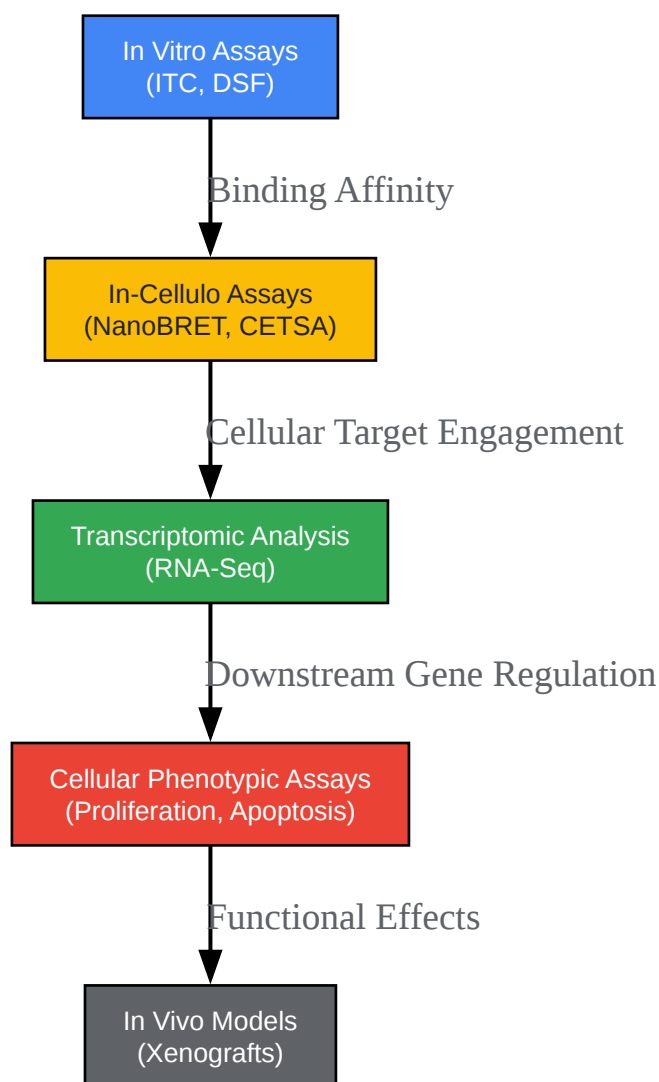 In Vitro Assays
(ITC, DSF)
Binding Affinity
In-Cellulo Assays
(NanoBRET, CETSA)
Cellular Target Engagement
Transcriptomic Analysis
(RNA-Seq)
Downstream Gene Regulation
Cellular Phenotypic Assays
(Proliferation, Apoptosis)
Functional Effects
In Vivo Models
(Xenografts)